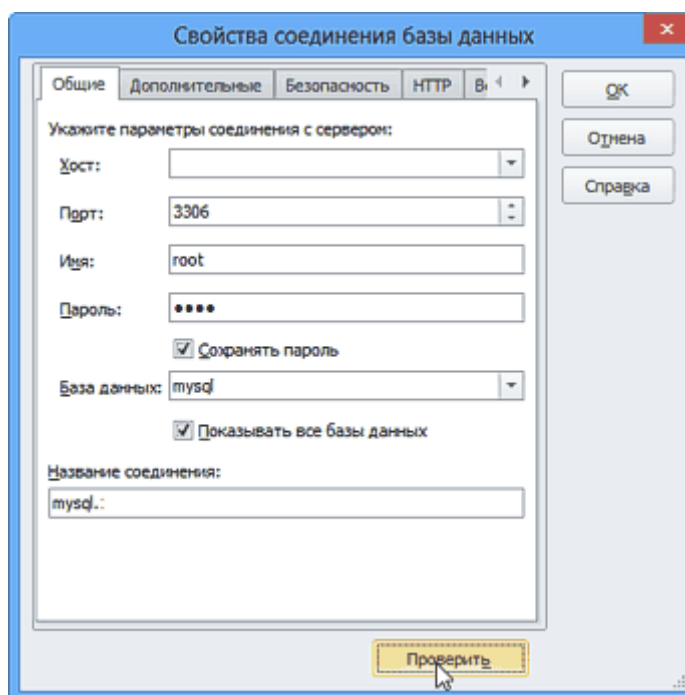 Свойства соединения базы данных
Общие Дополнительные Безопасность HTTP
OK
Отмена
Справка
Укажите параметры соединения с сервером:
Хост:
Порт: 3306
Имя: root
Пароль: ••••
Сохранять пароль
База данных: mysql
Показывать все базы данных
Название соединения:
mysql.
Проверить